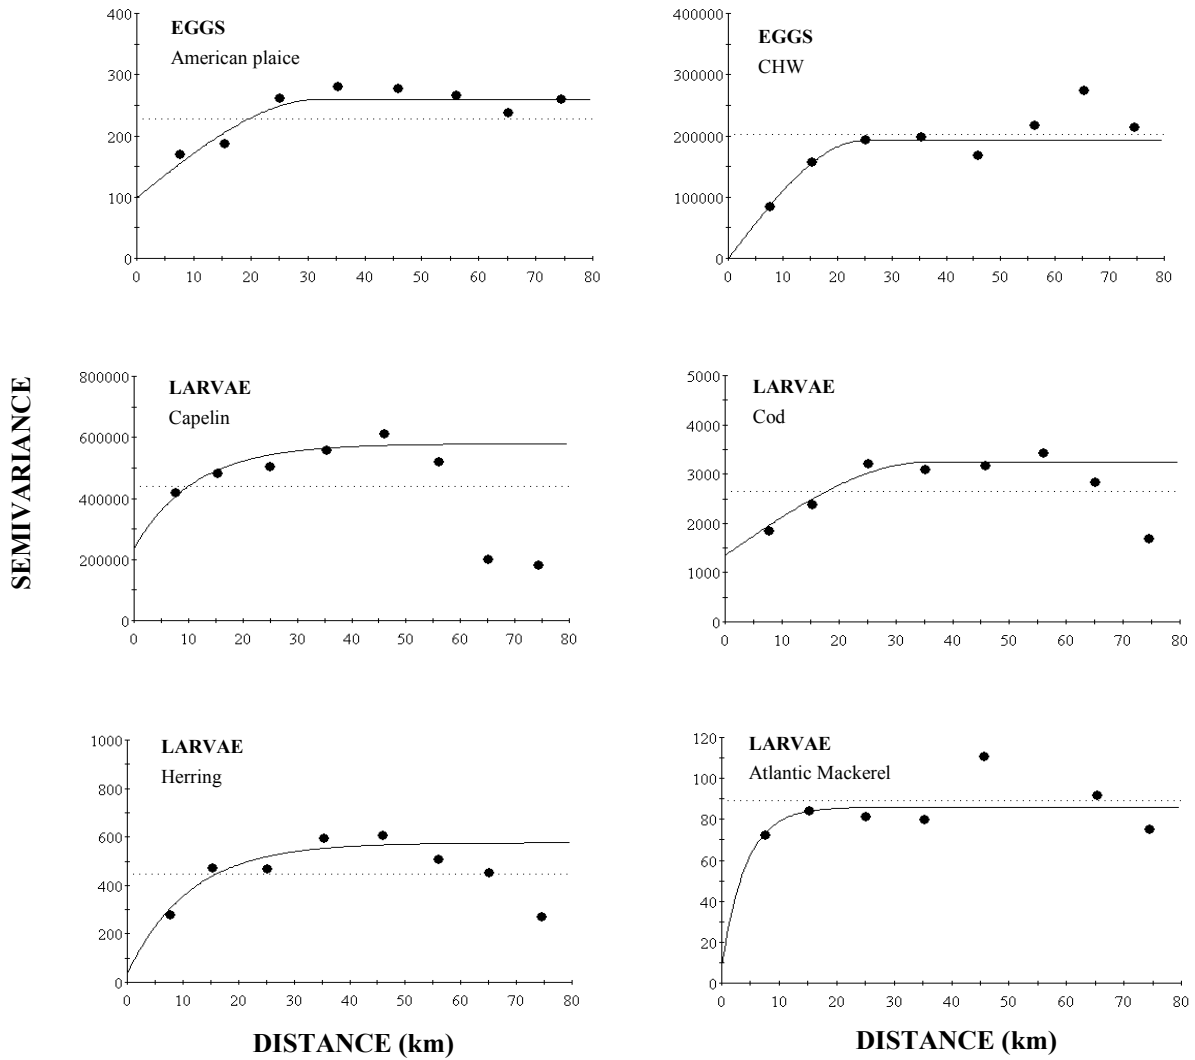 EGGS
American plaice
400
300
200
100
0
0 10 20 30 40 50 60 70 80
EGGS
CHW
400000
300000
200000
100000
0
0 10 20 30 40 50 60 70 80
SEMIVARIANCE
LARVAE
Capelin
800000
600000
400000
200000
0
0 10 20 30 40 50 60 70 80
LARVAE
Cod
5000
4000
3000
2000
1000
0
0 10 20 30 40 50 60 70 80
LARVAE
Herring
1000
800
600
400
200
0
0 10 20 30 40 50 60 70 80
LARVAE
Atlantic Mackerel
120
100
80
60
40
20
0
0 10 20 30 40 50 60 70 80
DISTANCE (km)
DISTANCE (km)